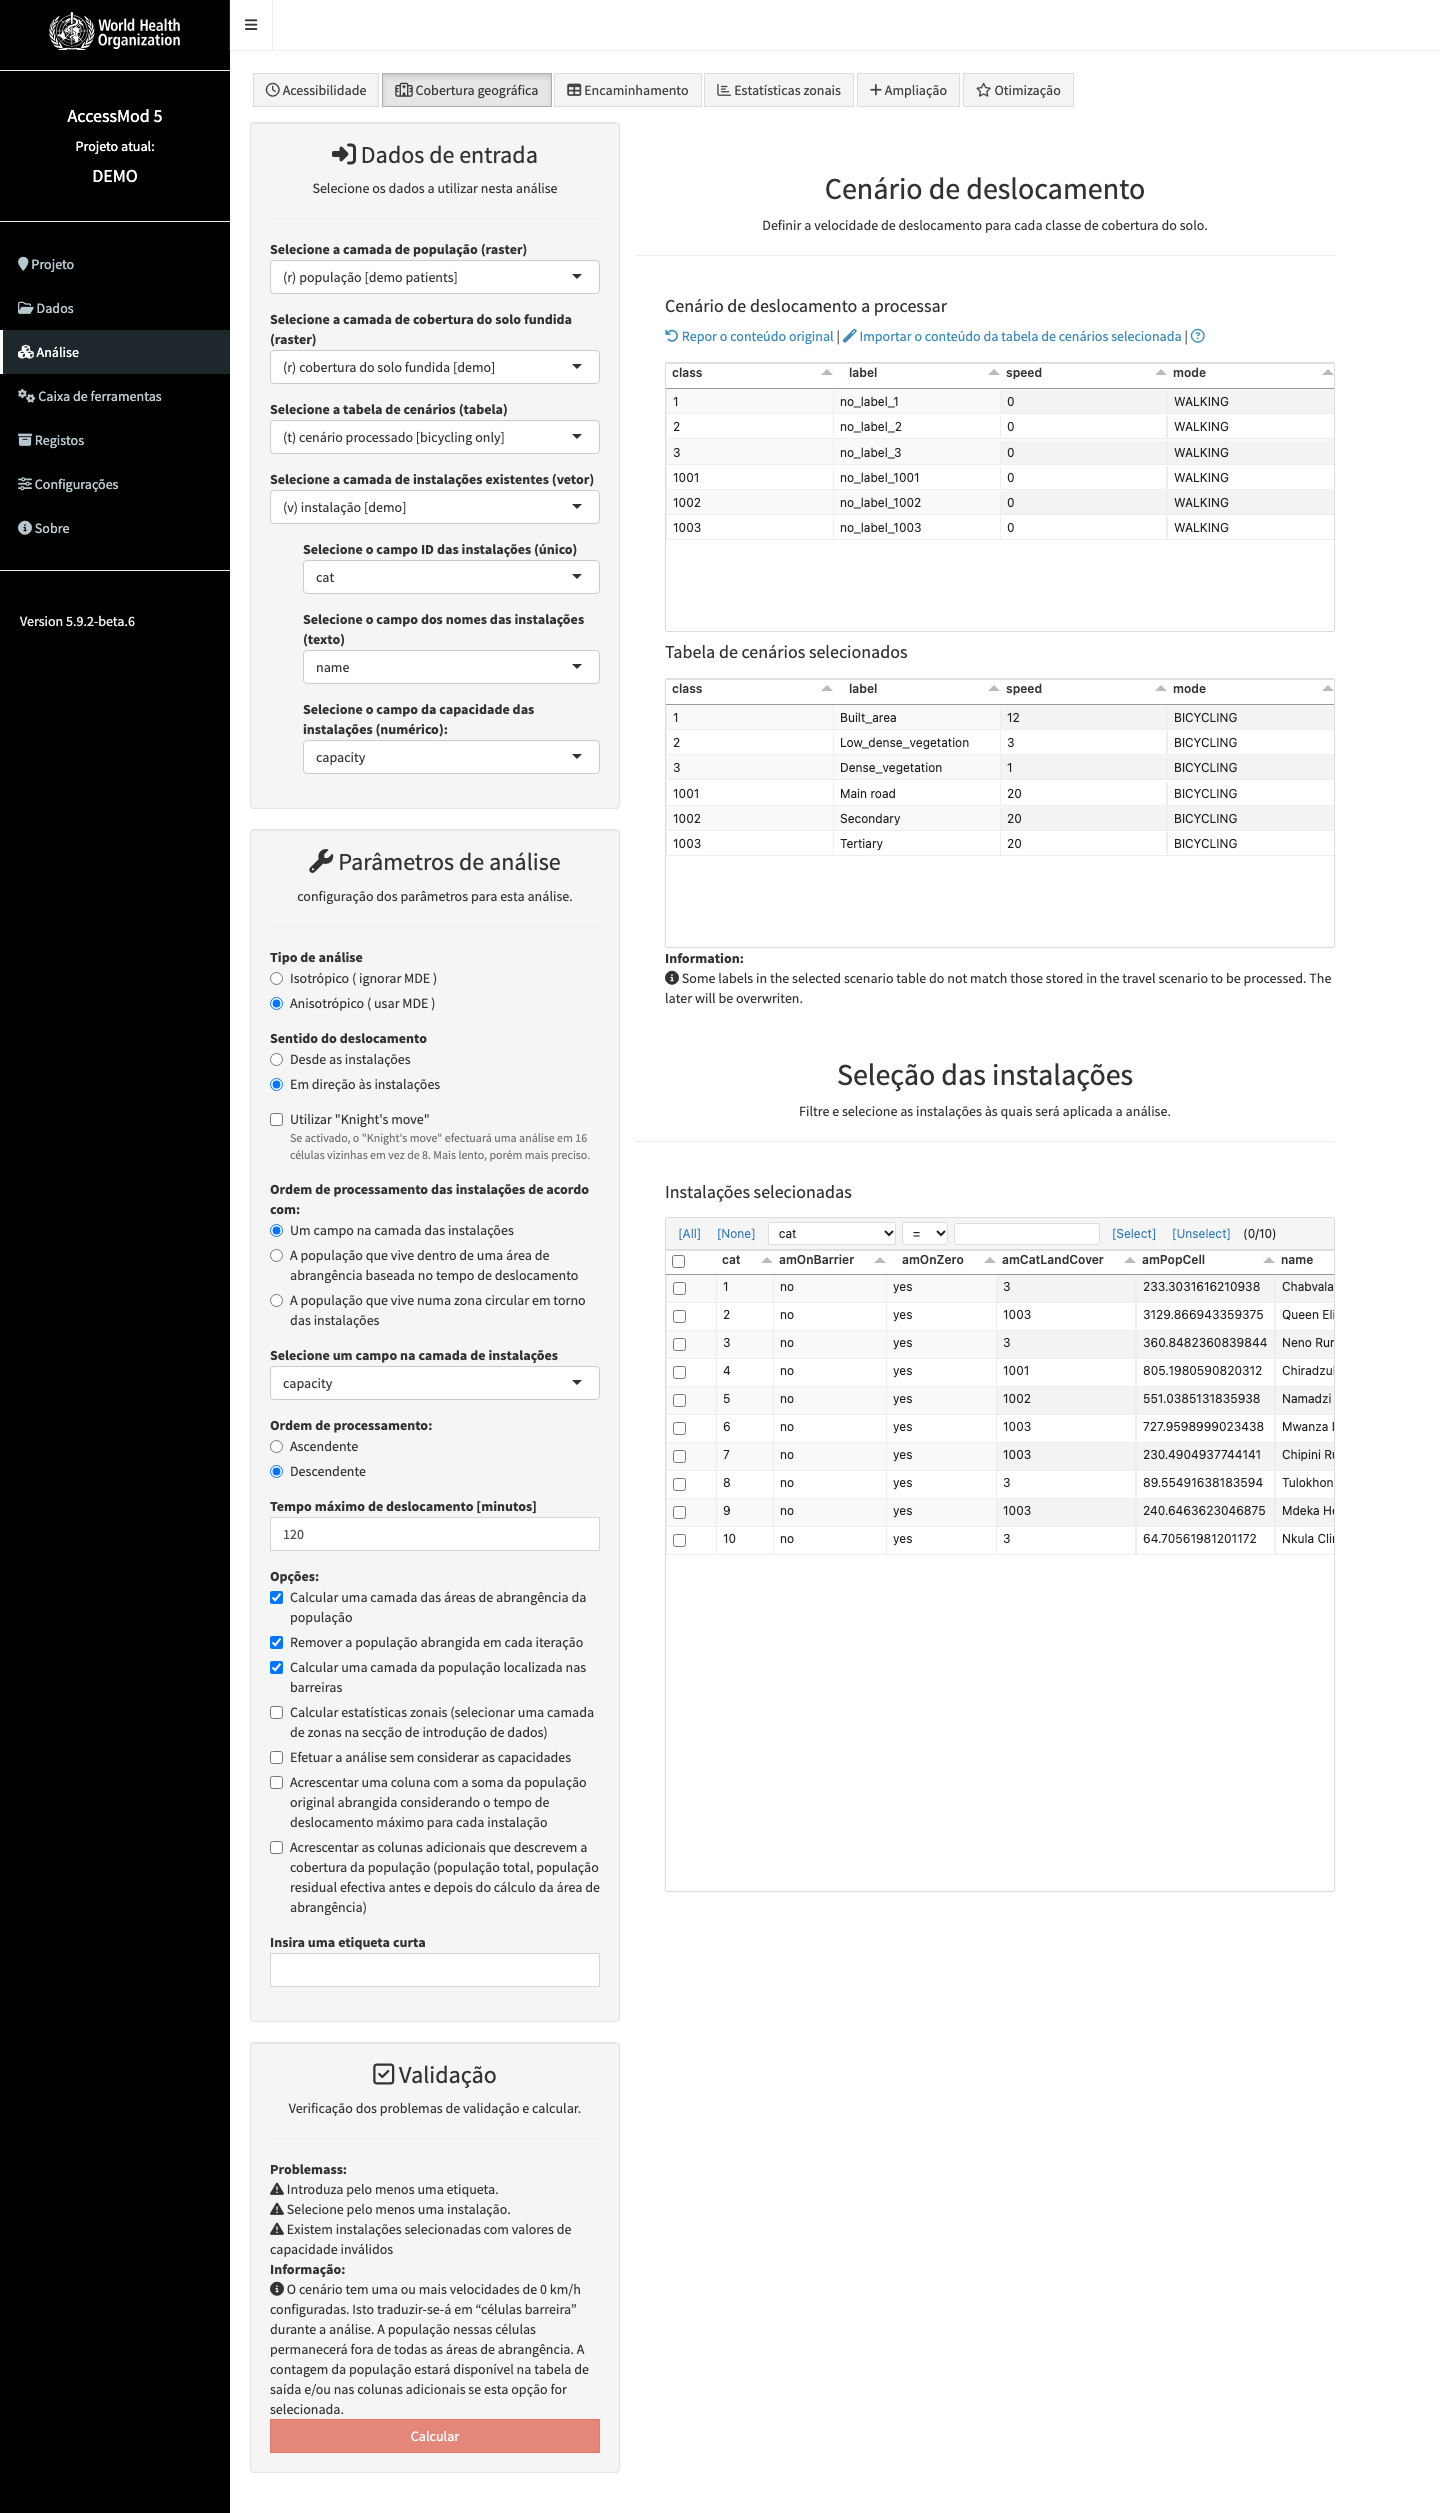 World Health
Organization
AccessMod 5
Projeto atual:
DEMO
Projeto
Dados
Análise
Caixa de ferramentas
Registos
Configurações
Sobre
Version 5.9.2-beta.6
Acessibilidade
Cobertura geográfica
Encaminhamento
Estatísticas zonais
Ampliação
Otimização
Dados de entrada
Selecione os dados a utilizar nesta análise
Selecione a camada de população (raster)
(r) população [demo patients]
Selecione a camada de cobertura do solo fundida
(raster)
(r) cobertura do solo fundida [demo]
Selecione a tabela de cenários (tabela)
(t) cenário processado [bicycling only]
Selecione a camada de instalações existentes (vetor)
(v) instalação [demo]
Selecione o campo ID das instalações (único)
cat
Selecione o campo dos nomes das instalações
(texto)
name
Selecione o campo da capacidade das
instalações (numérico):
capacity
Parâmetros de análise
configuração dos parâmetros para esta análise.
Tipo de análise
Isotrópico ( ignorar MDE )
Anisotrópico ( usar MDE )
Sentido do deslocamento
Desde as instalações
Em direção às instalações
Utilizar "Knight's move"
Se activado, o "Knight's move" efectuará uma análise em 16
células vizinhas em vez de 8. Mais lento, porém mais preciso.
Ordem de processamento das instalações de acordo
com:
Um campo na camada das instalações
A população que vive dentro de uma área de
abrangência baseada no tempo de deslocamento
A população que vive numa zona circular em torno
das instalações
Selecione um campo na camada de instalações
capacity
Ordem de processamento:
Ascendente
Descendente
Tempo máximo de deslocamento [minutos]
120
Opções:
Calcular uma camada das áreas de abrangência da
população
Remover a população abrangida em cada iteração
Calcular uma camada da população localizada nas
barreiras
Calcular estatísticas zonais (selecionar uma camada
de zonas na secção de introdução de dados)
Efetuar a análise sem considerar as capacidades
Acrescentar uma coluna com a soma da população
original abrangida considerando o tempo de
deslocamento máximo para cada instalação
Acrescentar as colunas adicionais que descrevem a
cobertura da população (população total, população
residual efectiva antes e depois do cálculo da área de
abrangência)
Insira uma etiqueta curta
Validação
Verificação dos problemas de validação e calcular.
Problemass:
Introduza pelo menos uma etiqueta.
Selecione pelo menos uma instalação.
Existem instalações selecionadas com valores de
capacidade inválidos
Informação:
O cenário tem uma ou mais velocidades de 0 km/h
configuradas. Isto traduzir-se-á em “células barreira”
durante a análise. A população nessas células
permanecerá fora de todas as áreas de abrangência. A
contagem da população estará disponível na tabela de
saída e/ou nas colunas adicionais se esta opção for
selecionada.
Calcular
Cenário de deslocamento
Definir a velocidade de deslocamento para cada classe de cobertura do solo.
Cenário de deslocamento a processar
Repor o conteúdo original | Importar o conteúdo da tabela de cenários selecionada |
class label speed mode
1 no_label_1 0 WALKING
2 no_label_2 0 WALKING
3 no_label_3 0 WALKING
1001 no_label_1001 0 WALKING
1002 no_label_1002 0 WALKING
1003 no_label_1003 0 WALKING
Tabela de cenários selecionados
class label speed mode
1 Built_area 12 BICYCLING
2 Low_dense_vegetation 3 BICYCLING
3 Dense_vegetation 1 BICYCLING
1001 Main road 20 BICYCLING
1002 Secondary 20 BICYCLING
1003 Tertiary 20 BICYCLING
Information:
Some labels in the selected scenario table do not match those stored in the travel scenario to be processed. The
later will be overwriten.
Seleção das instalações
Filtre e selecione as instalações às quais será aplicada a análise.
Instalações selecionadas
[All] [None] cat = [Select] [Unselect] (0/10)
cat amOnBarrier amOnZero amCatLandCover amPopCell name
1 no yes 3 233.3031616210938 Chabvala
2 no yes 1003 3129.866943359375 Queen Eli
3 no yes 3 360.8482360839844 Neno Rur
4 no yes 1001 805.1980590820312 Chiradzul
5 no yes 1002 551.0385131835938 Namadzi
6 no yes 1003 727.9598999023438 Mwanza
7 no yes 1003 230.4904937744141 Chipini Ru
8 no yes 3 89.55491638183594 Tulokhon
9 no yes 1003 240.6463623046875 Mdeka He
10 no yes 3 64.70561981201172 Nkula Clin